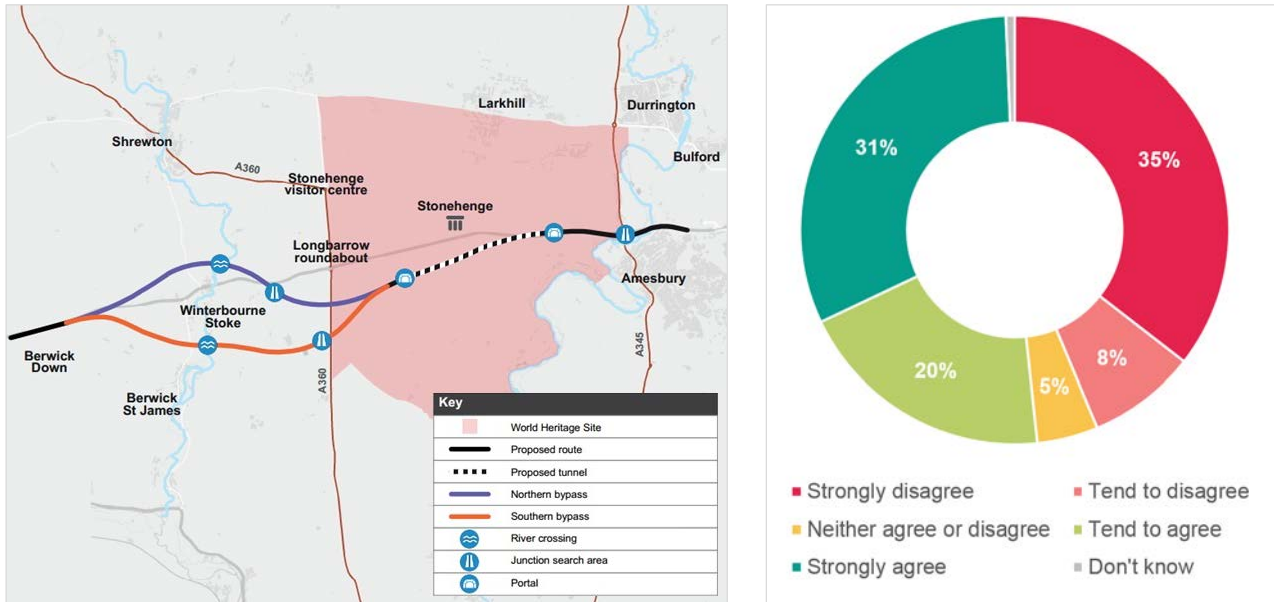 Larkhill
Durrington
Shrewton
Bulford
A360
Stonehenge
visitor centre
Stonehenge
Longbarrow
roundabout
Amesbury
Winterbourne
Stoke
Berwick
Down
A345
A360
Berwick
St James
Key
World Heritage Site
Proposed route
Proposed tunnel
Northern bypass
Southern bypass
River crossing
Junction search area
Portal
31%
35%
20%
5%
8%
Strongly disagree
Tend to disagree
Neither agree or disagree
Tend to agree
Strongly agree
Don't know